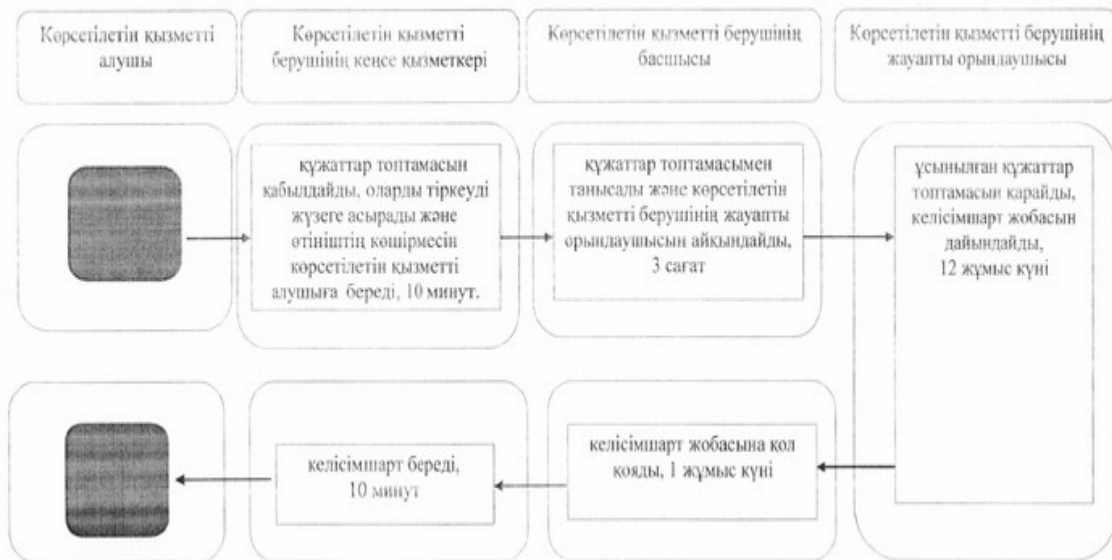 Көрсетілетін қызметті
алушы
Көрсетілетін қызметті
берушінің кеңсе қызметкері
Көрсетілетін қызметті берушінің
басшысы
Көрсетілетін қызметті берушінің
жауапты орындаушысы
құжаттар топтамасын
қабылдайды, оларды тіркеуді
жүзеге асырады және
өтініштің көшірмесін
көрсетілетін қызметті
алушыға береді, 10 минут.
құжаттар топтамасымен
танысады және көрсетілетін
қызметті берушінің жауапты
орындаушысын айқындайды,
3 сағат
ұсынылған құжаттар
топтамасын қарайды,
келісімшарт жобасын
дайындайды,
12 жұмыс күні
келісімшарт береді,
10 минут
келісімшарт жобасына қол
қояды, 1 жұмыс күні